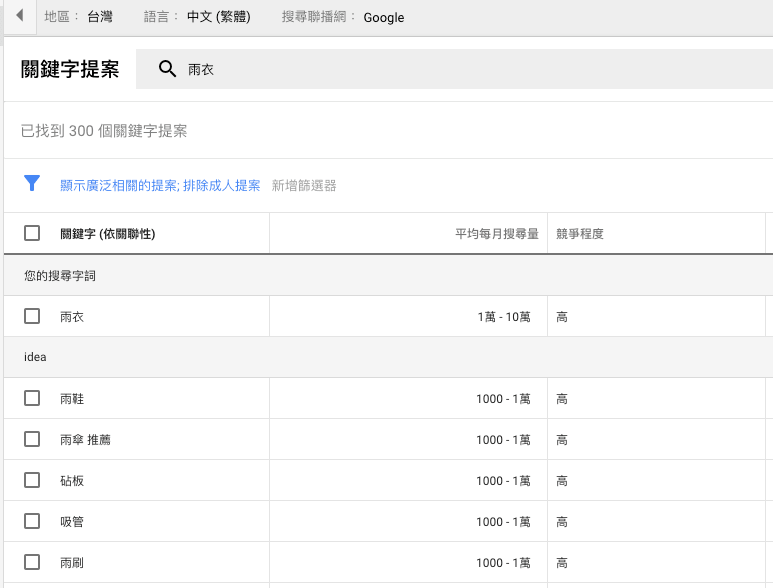 地區： 台灣 語言： 中文 (繁體) 搜尋聯播網： Google
關鍵字提案 雨衣
已找到 300 個關鍵字提案
顯示廣泛相關的提案; 排除成人提案 新增篩選器
關鍵字 (依關聯性) 平均每月搜尋量 競爭程度
您的搜尋字詞
雨衣 1萬 - 10萬 高
idea
雨鞋 1000 - 1萬 高
雨傘 推薦 1000 - 1萬 高
砧板 1000 - 1萬 高
吸管 1000 - 1萬 高
雨刷 1000 - 1萬 高